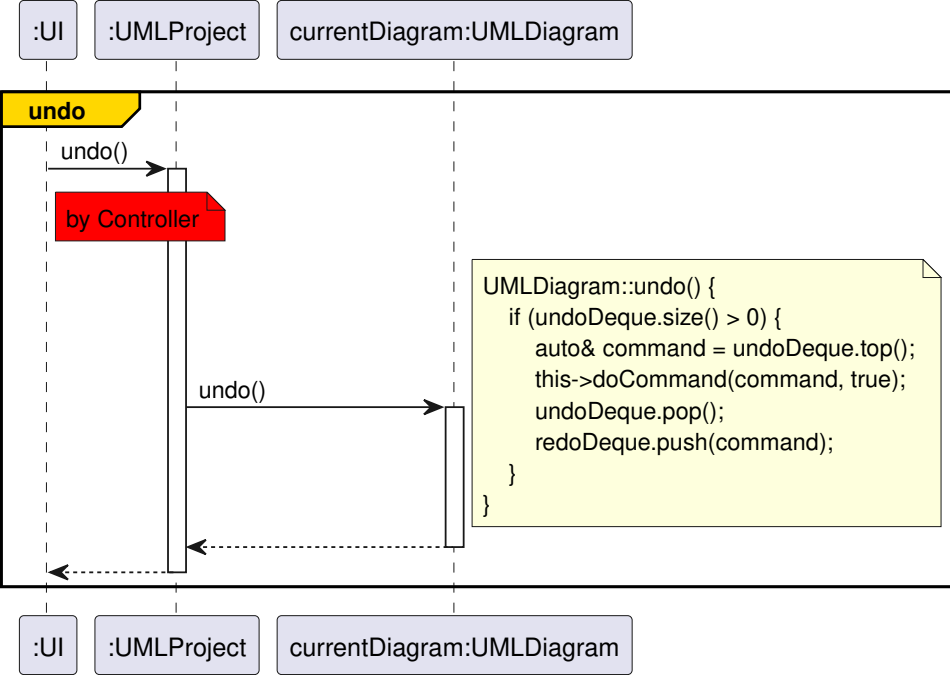 :UI
:UMLProject
currentDiagram:UMLDiagram
undo
undo()
by Controller
UMLDiagram::undo() {
if (undoDeque.size() > 0) {
auto& command = undoDeque.top();
this->doCommand(command, true);
undoDeque.pop();
redoDeque.push(command);
}
}
undo()
:UI
:UMLProject
currentDiagram:UMLDiagram